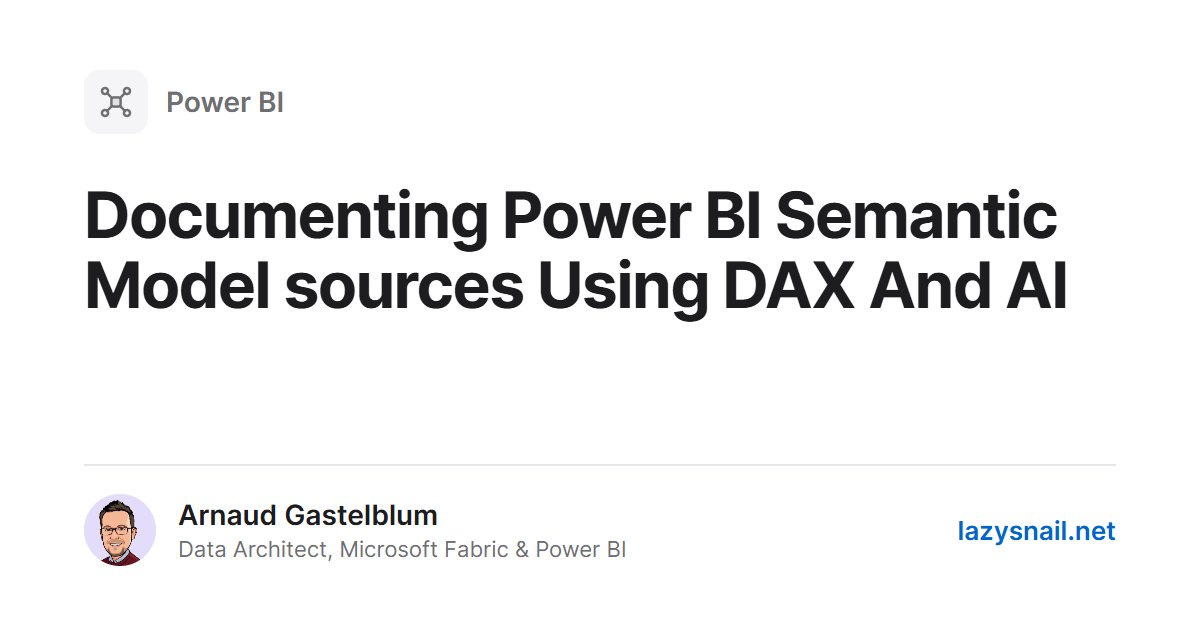 Power BI
Documenting Power BI Semantic
Model sources Using DAX And AI
Arnaud Gastelblum
Data Architect, Microsoft Fabric & Power BI
lazysnail.net